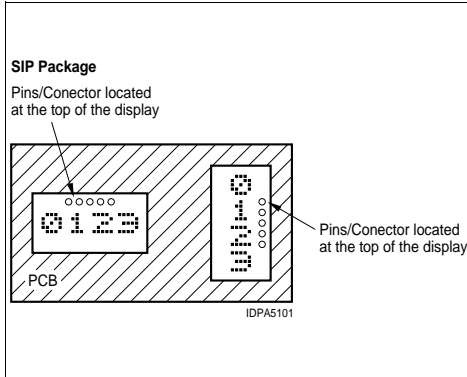 SIP Package
Pins/Conector located
at the top of the display
0123
0123
Pins/Conector located
at the top of the display
PCB
IDPA5101